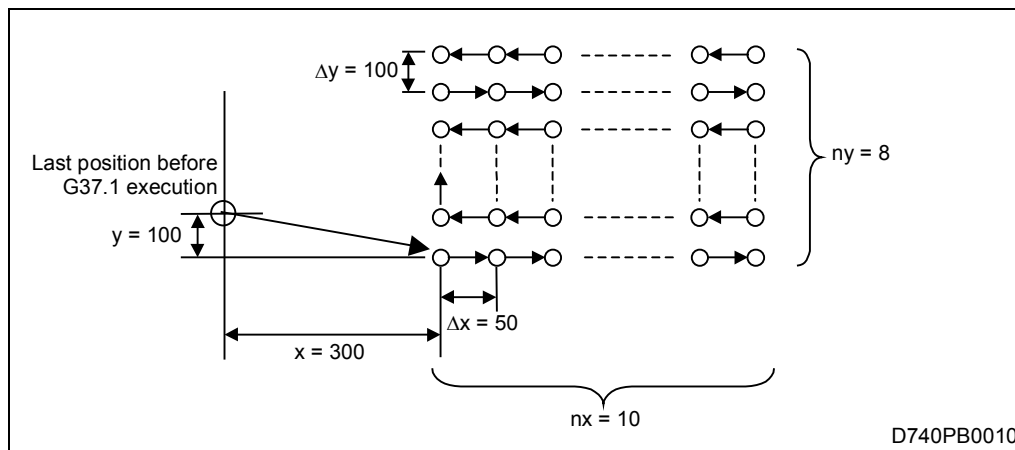 Δy = 100
Last position before
G37.1 execution
ny = 8
y = 100
Δx = 50
x = 300
nx = 10
D740PB0010